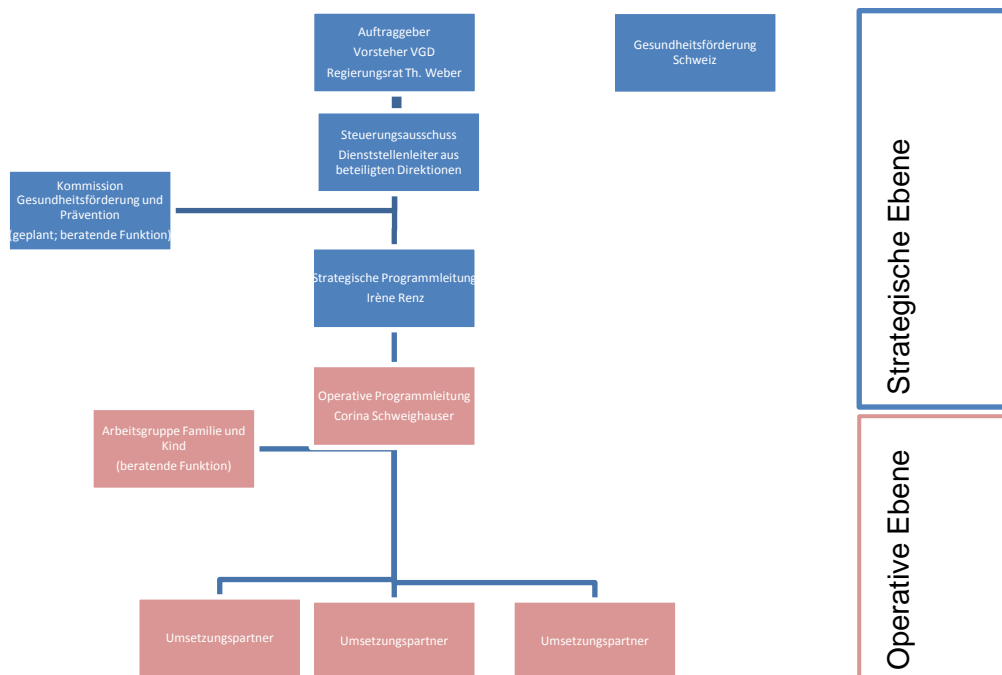 Auftraggeber
Vorsteher VGD
Regierungsrat Th. Weber
Gesundheitsförderung
Schweiz
Steuerungsausschuss
Dienststellenleiter aus
beteiligten Direktionen
Kommission
Gesundheitsförderung und
Prävention
(geplant; beratende Funktion)
Strategische Programmleitung
Irène Renz
Strategische Ebene
Operative Programmleitung
Corina Schweighauser
Arbeitsgruppe Familie und
Kind
(beratende Funktion)
Umsetzungspartner
Umsetzungspartner
Umsetzungspartner
Operative Ebene